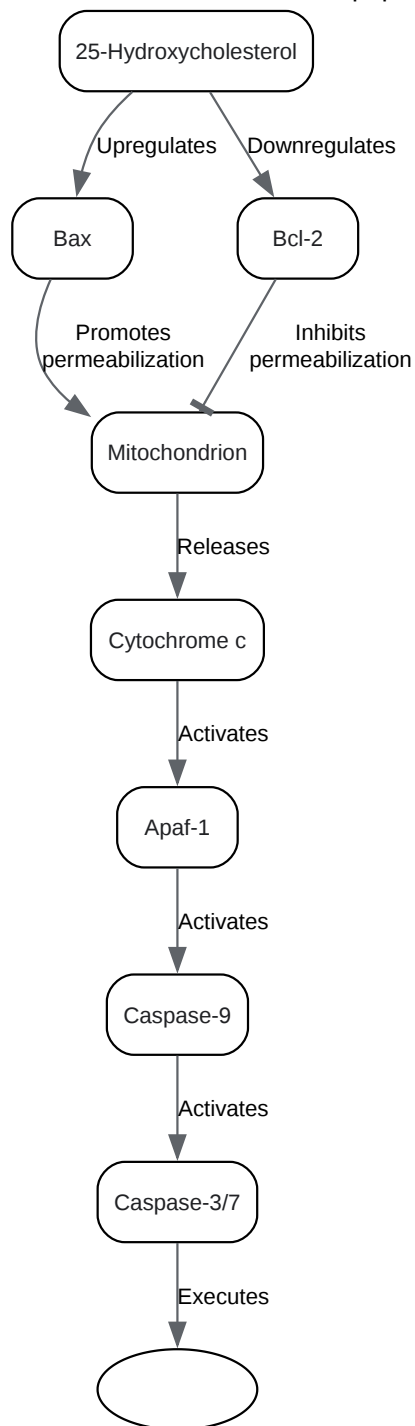 25-Hydroxycholesterol
Upregulates
Downregulates
Bax
Bcl-2
Promotes
permeabilization
Inhibits
permeabilization
Mitochondrion
Releases
Cytochrome c
Activates
Apaf-1
Activates
Caspase-9
Activates
Caspase-3/7
Executes